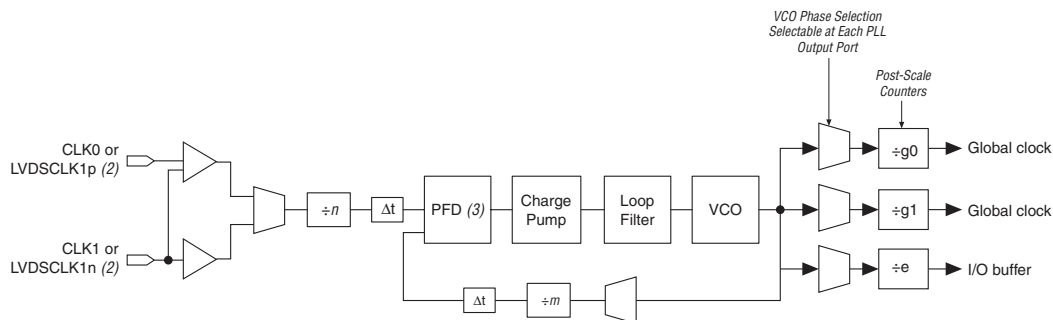 VCO Phase Selection
Selectable at Each PLL
Output Port
Post-Scale
Counters
CLK0 or
LVDSCLK1p (2)
÷g0
Global clock
÷n
Δt
PFD (3)
Charge
Pump
Loop
Filter
VCO
÷g1
Global clock
CLK1 or
LVDSCLK1n (2)
÷e
I/O buffer
Δt
÷m